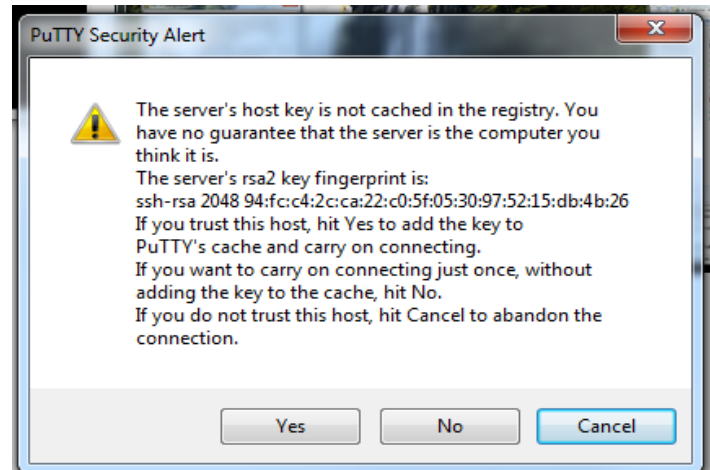 PuTTY Security Alert
The server's host key is not cached in the registry. You
have no guarantee that the server is the computer you
think it is.
The server's rsa2 key fingerprint is:
ssh-rsa 2048 94:fc:c4:2c:ca:22:c0:5f:05:30:97:52:15:db:4b:26
If you trust this host, hit Yes to add the key to
PuTTY's cache and carry on connecting.
If you want to carry on connecting just once, without
adding the key to the cache, hit No.
If you do not trust this host, hit Cancel to abandon the
connection.
Yes No Cancel